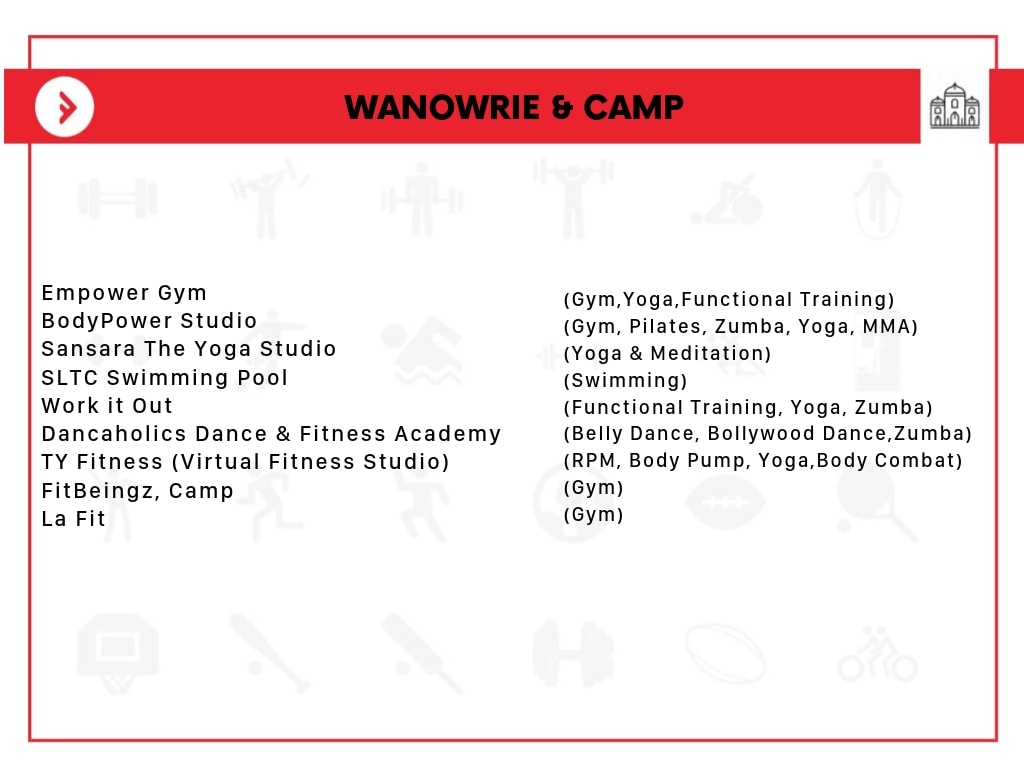 WANOWRIE & CAMP
Empower Gym
BodyPower Studio
Sansara The Yoga Studio
SLTC Swimming Pool
Work it Out
Dancaholics Dance & Fitness Academy
TY Fitness (Virtual Fitness Studio)
FitBeingz, Camp
La Fit
(Gym,Yoga,Functional Training)
(Gym, Pilates, Zumba, Yoga, MMA)
(Yoga & Meditation)
(Swimming)
(Functional Training, Yoga, Zumba)
(Belly Dance, Bollywood Dance,Zumba)
(RPM, Body Pump, Yoga,Body Combat)
(Gym)
(Gym)